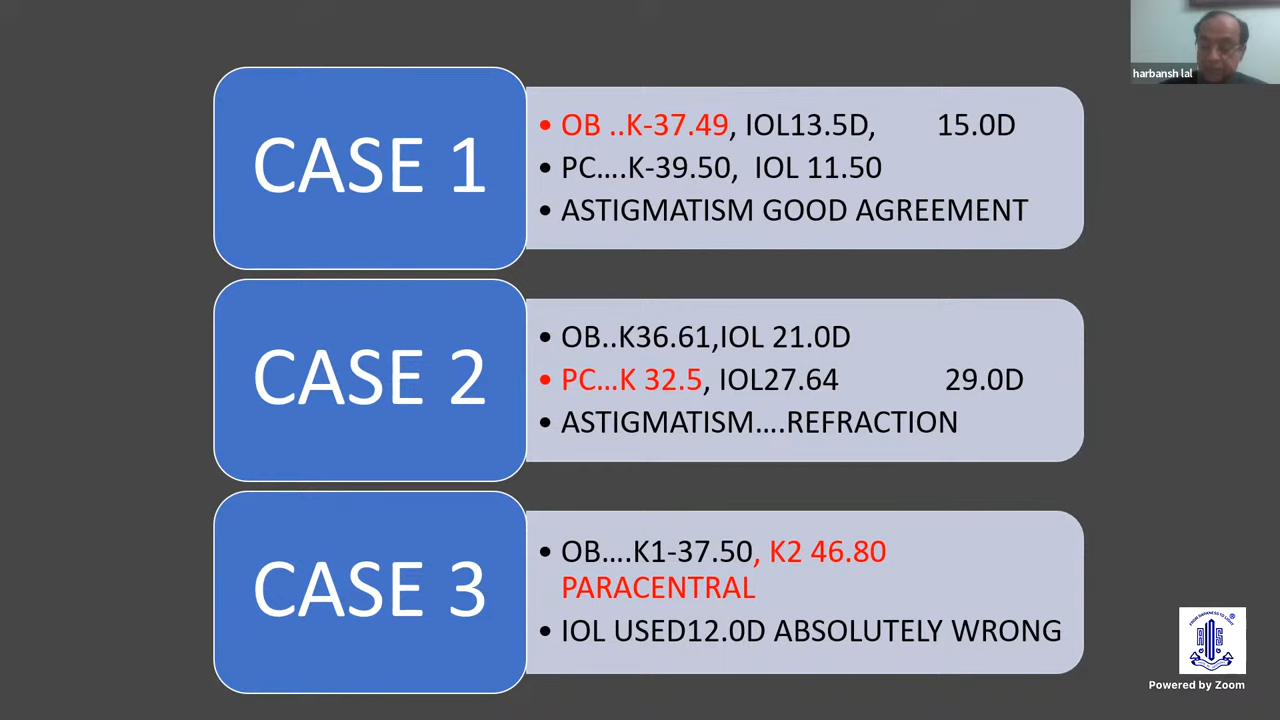 harbansh lal
CASE 1
• OB ..K-37.49, IOL13.5D, 15.0D
• PC....K-39.50, IOL 11.50
• ASTIGMATISM GOOD AGREEMENT
CASE 2
• OB..K36.61,IOL 21.0D
• PC...K 32.5, IOL27.64 29.0D
• ASTIGMATISM....REFRACTION
CASE 3
• OB....K1-37.50, K2 46.80
PARACENTRAL
• IOL USED12.0D ABSOLUTELY WRONG
Powered by Zoom